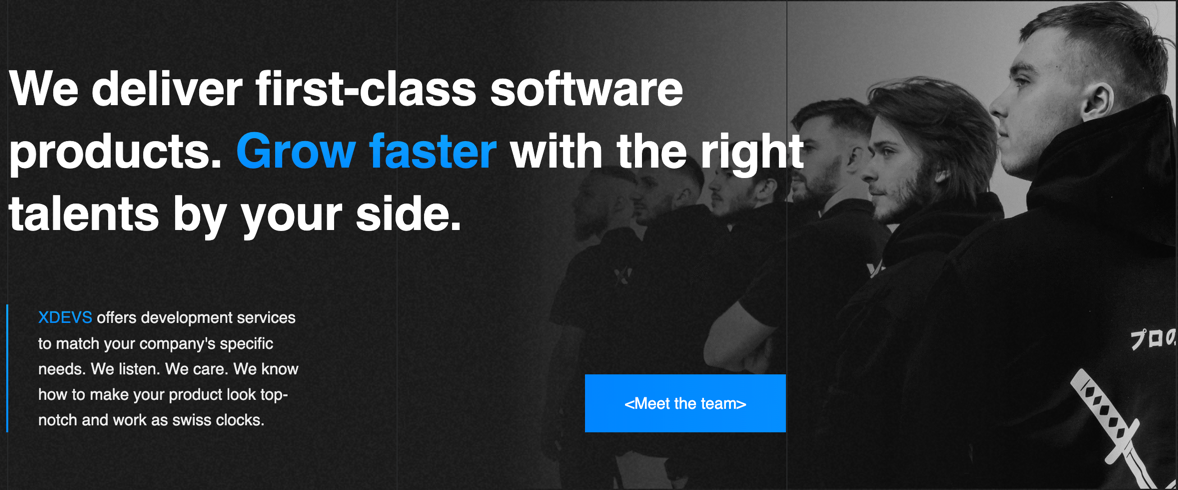 We deliver first-class software
products. Grow faster with the right
talents by your side.
XDEVS offers development services
to match your company's specific
needs. We listen. We care. We know
how to make your product look top-
notch and work as swiss clocks.
<Meet the team>
プロの